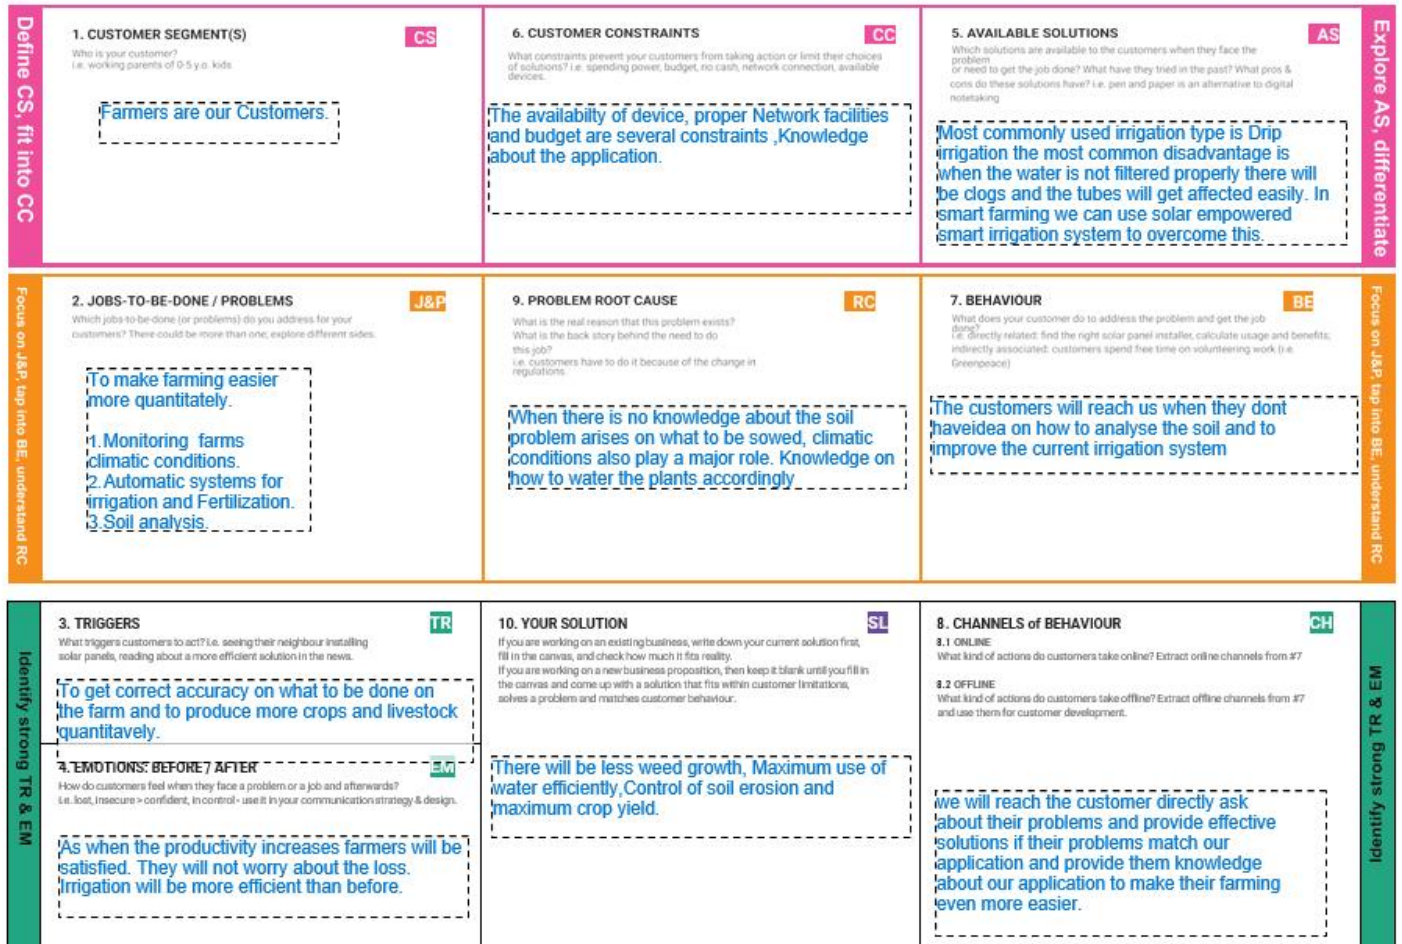 Define CS, fit into CC
1. CUSTOMER SEGMENT(S)
CS
Who is your customer?
i.e. working parents of 0-5 y.o. kids
Farmers are our Customers.
6. CUSTOMER CONSTRAINTS
CC
What constraints prevent your customers from taking action or limit their choices
of solutions? i.e. spending power, budget, no cash, network connection, available
devices.
The availabilty of device, proper Network facilities
and budget are several constraints ,Knowledge
about the application.
5. AVAILABLE SOLUTIONS
AS
Which solutions are available to the customers when they face the
problem
or need to get the job done? What have they tried in the past? What pros &
cons do these solutions have? i.e. pen and paper is an alternative to digital
notetaking
Most commonly used irrigation type is Drip
irrigation the most common disadvantage is
when the water is not filtered properly there will
be clogs and the tubes will get affected easily. In
smart farming we can use solar empowered
smart irrigation system to overcome this.
Explore AS, differentiate
Focus on J&P, tap into BE, understand RC
2. JOBS-TO-BE-DONE / PROBLEMS
J&P
Which jobs-to-be-done (or problems) do you address for your
customers? There could be more than one; explore different sides.
To make farming easier
more quantitately.
1.Monitoring farms
climatic conditions.
2.Automatic systems for
irrigation and Fertilization.
3.Soil analysis.
9. PROBLEM ROOT CAUSE
RC
What is the real reason that this problem exists?
What is the back story behind the need to do
this job?
i.e. customers have to do it because of the change in
regulations.
When there is no knowledge about the soil
problem arises on what to be sowed, climatic
conditions also play a major role. Knowledge on
how to water the plants accordingly
7. BEHAVIOUR
BE
What does your customer do to address the problem and get the job
done?
i.e. directly related: find the right solar panel installer, calculate usage and benefits;
indirectly associated: customers spend free time on volunteering work (i.e.
Greenpeace)
The customers will reach us when they dont
haveidea on how to analyse the soil and to
improve the current irrigation system
Focus on J&P, tap into BE, understand RC
Identify strong TR & EM
3. TRIGGERS
TR
What triggers customers to act? i.e. seeing their neighbour installing
solar panels, reading about a more efficient solution in the news.
To get correct accuracy on what to be done on
the farm and to produce more crops and livestock
quantitavely.
4. EMOTIONS: BEFORE / AFTER
EM
How do customers feel when they face a problem or a job and afterwards?
i.e. lost, insecure > confident, in control - use it in your communication strategy & design.
As when the productivity increases farmers will be
satisfied. They will not worry about the loss.
Irrigation will be more efficient than before.
10. YOUR SOLUTION
SL
If you are working on an existing business, write down your current solution first,
fill in the canvas, and check how much it fits reality.
If you are working on a new business proposition, then keep it blank until you fill in
the canvas and come up with a solution that fits within customer limitations,
solves a problem and matches customer behaviour.
There will be less weed growth, Maximum use of
water efficiently,Control of soil erosion and
maximum crop yield.
8. CHANNELS of BEHAVIOUR
CH
8.1 ONLINE
What kind of actions do customers take online? Extract online channels from #7
8.2 OFFLINE
What kind of actions do customers take offline? Extract offline channels from #7
and use them for customer development.
we will reach the customer directly ask
about their problems and provide effective
solutions if their problems match our
application and provide them knowledge
about our application to make their farming
even more easier.
Identify strong TR & EM